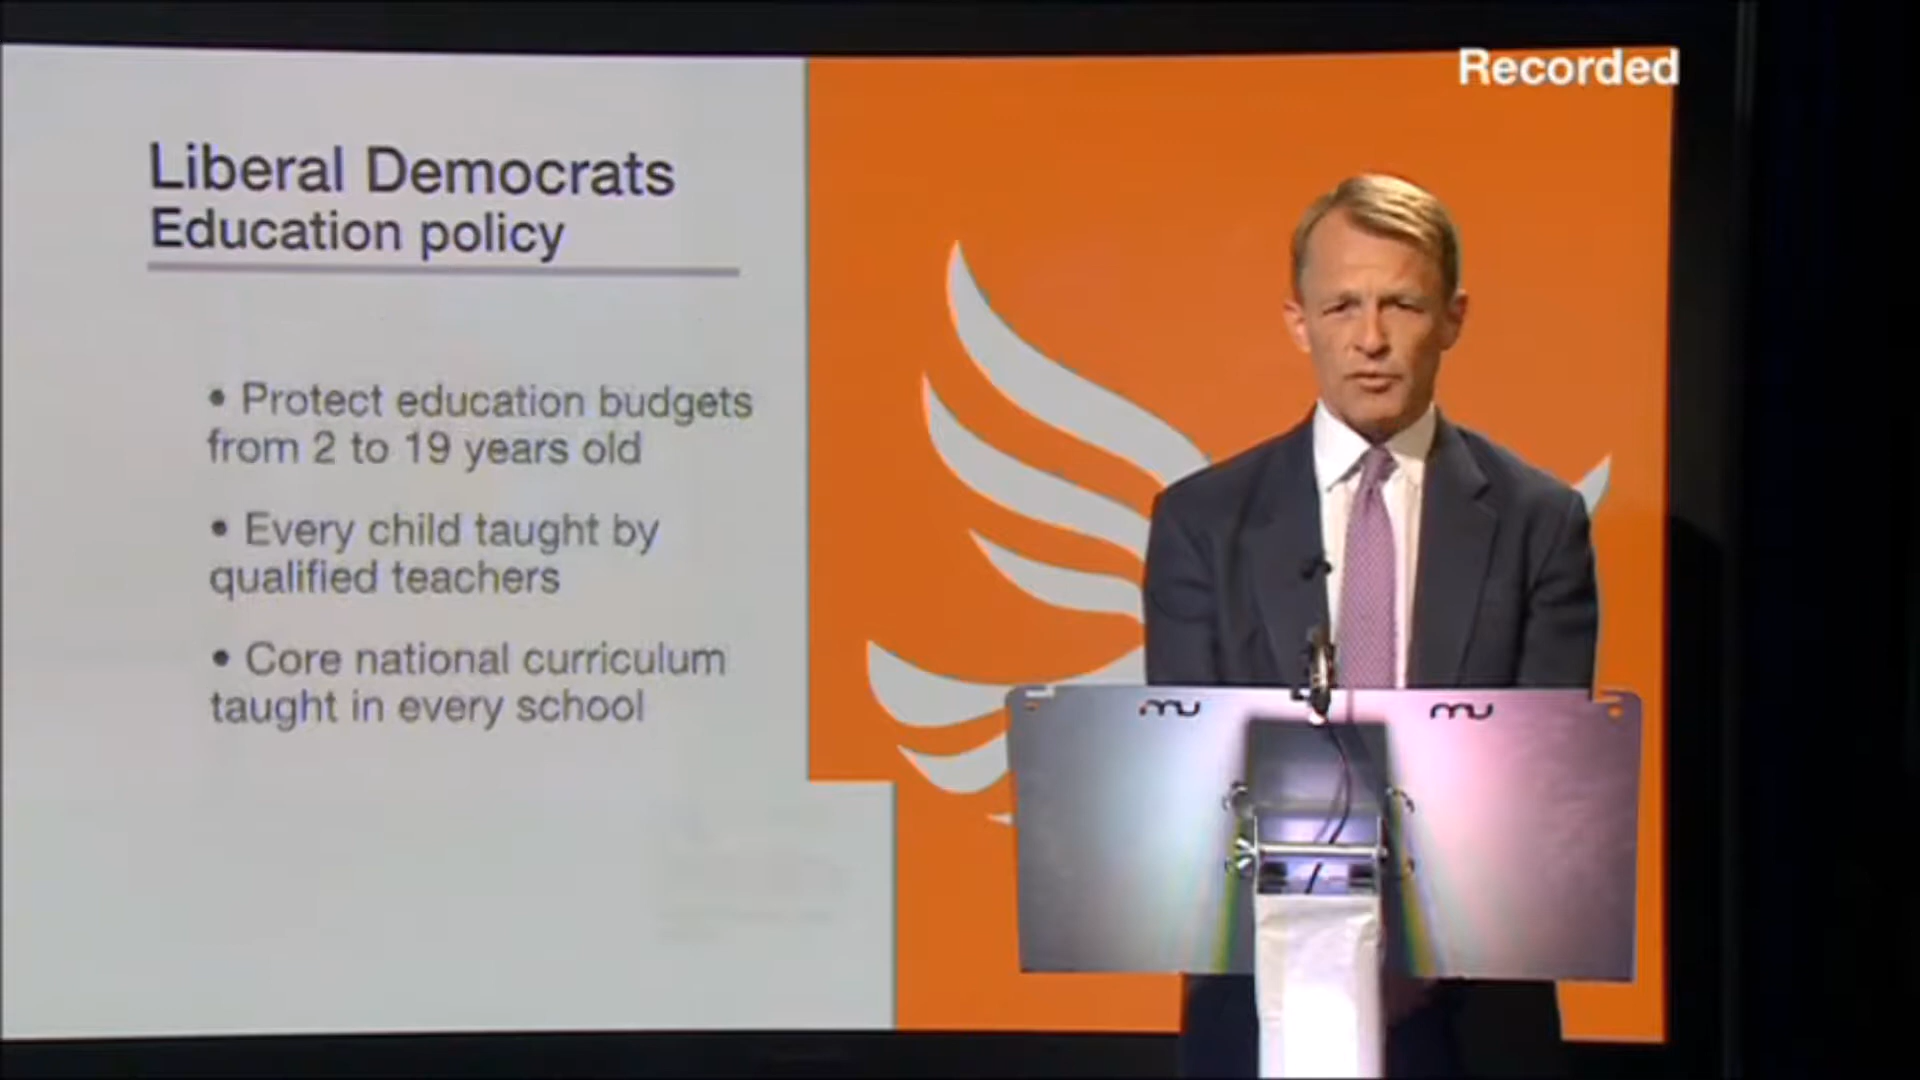 Recorded
Liberal Democrats
Education policy
• Protect education budgets
from 2 to 19 years old
• Every child taught by
qualified teachers
• Core national curriculum
taught in every school